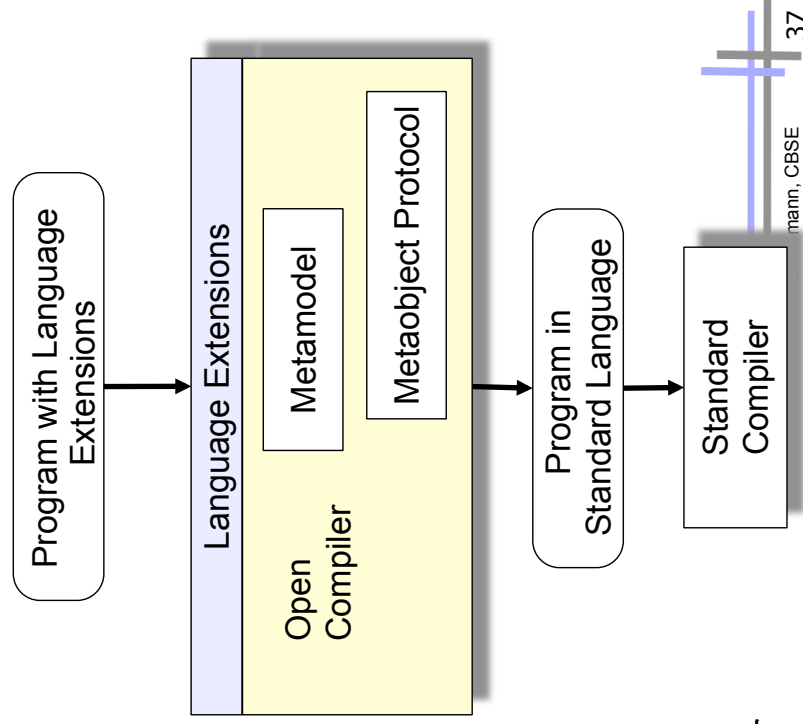 Program with Language
Extensions
Language Extensions
Open
Compiler
Metamodel
Metaobject Protocol
Program in
Standard Language
Standard
Compiler
mann, CBSE
37